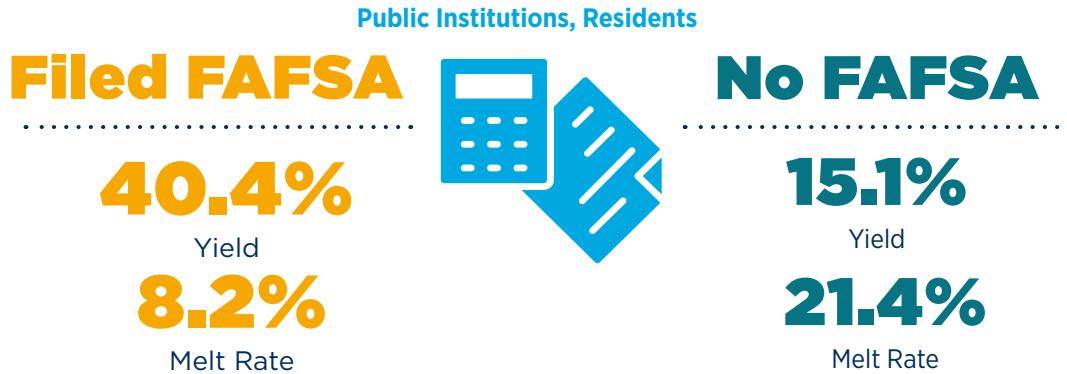 Public Institutions, Residents
Filed FAFSA
40.4%
Yield
8.2%
Melt Rate
No FAFSA
15.1%
Yield
21.4%
Melt Rate